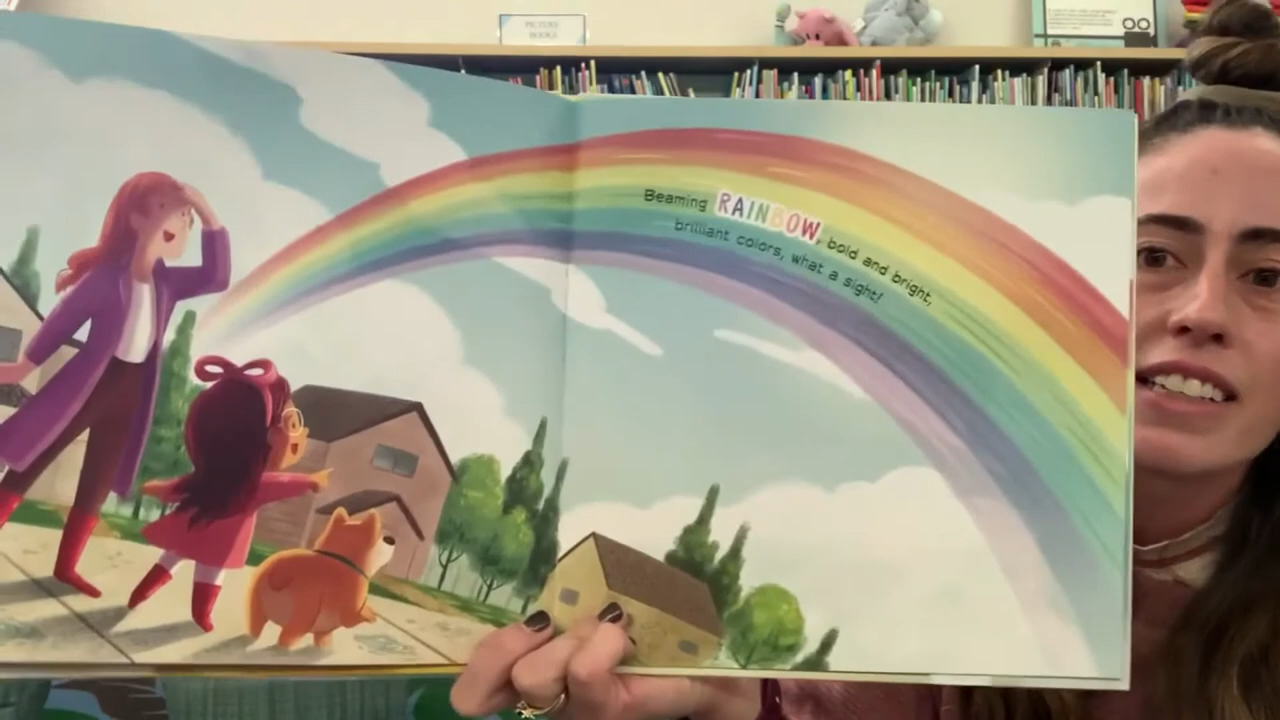 PICTURE
BOOKS
Beaming RAINBOW, bold and bright,
brilliant colors, what a sight!